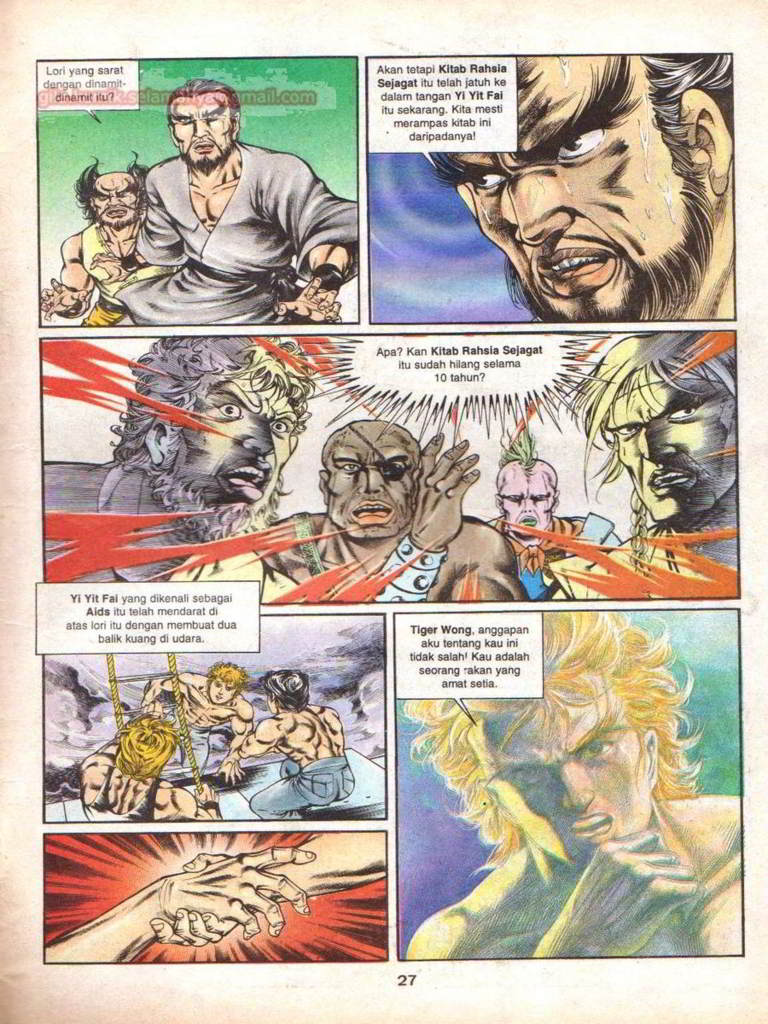 Lori yang sarat
dengan dinamit-
dinamit itu?
Akan tetapi Kitab Rahsia
Sejagat itu telah jatuh ke
dalam tangan Yi Yit Fai
itu sekarang. Kita mesti
merampas kitab ini
daripadanya!
Apa? Kan Kitab Rahsia Sejagat
itu sudah hilang selama
10 tahun?
Yi Yit Fai yang dikenali sebagai
Aids itu telah mendarat di
atas lori itu dengan membuat dua
balik kuang di udara.
Tiger Wong, anggapan
aku tentang kau ini
tidak salah! Kau adalah
seorang rakan yang
amat setia.
27